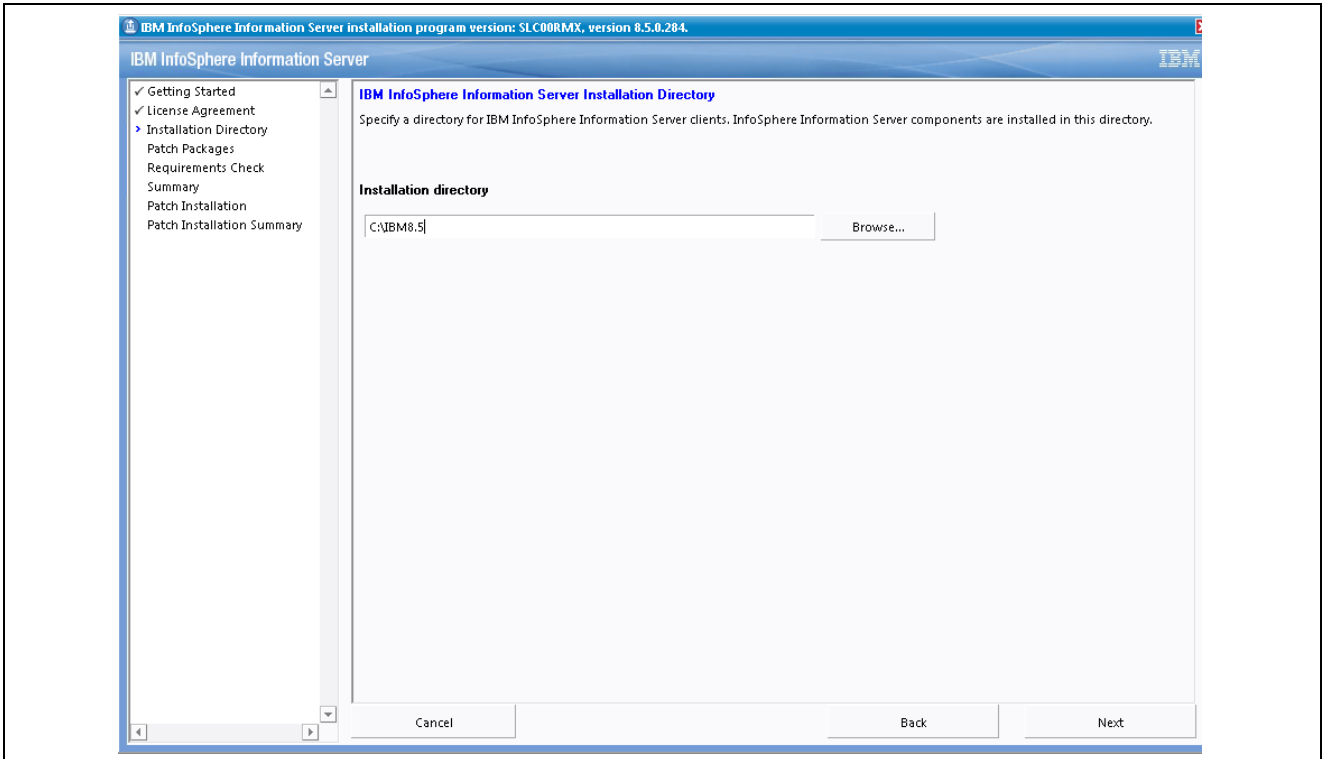 IBM InfoSphere Information Server installation program version: SLC00RMX, version 8.5.0.284.
IBM InfoSphere Information Server
IBM
✓ Getting Started
✓ License Agreement
> Installation Directory
Patch Packages
Requirements Check
Summary
Patch Installation
Patch Installation Summary
IBM InfoSphere Information Server Installation Directory
Specify a directory for IBM InfoSphere Information Server clients. InfoSphere Information Server components are installed in this directory.
Installation directory
C:\IBM8.5
Browse...
Cancel
Back
Next